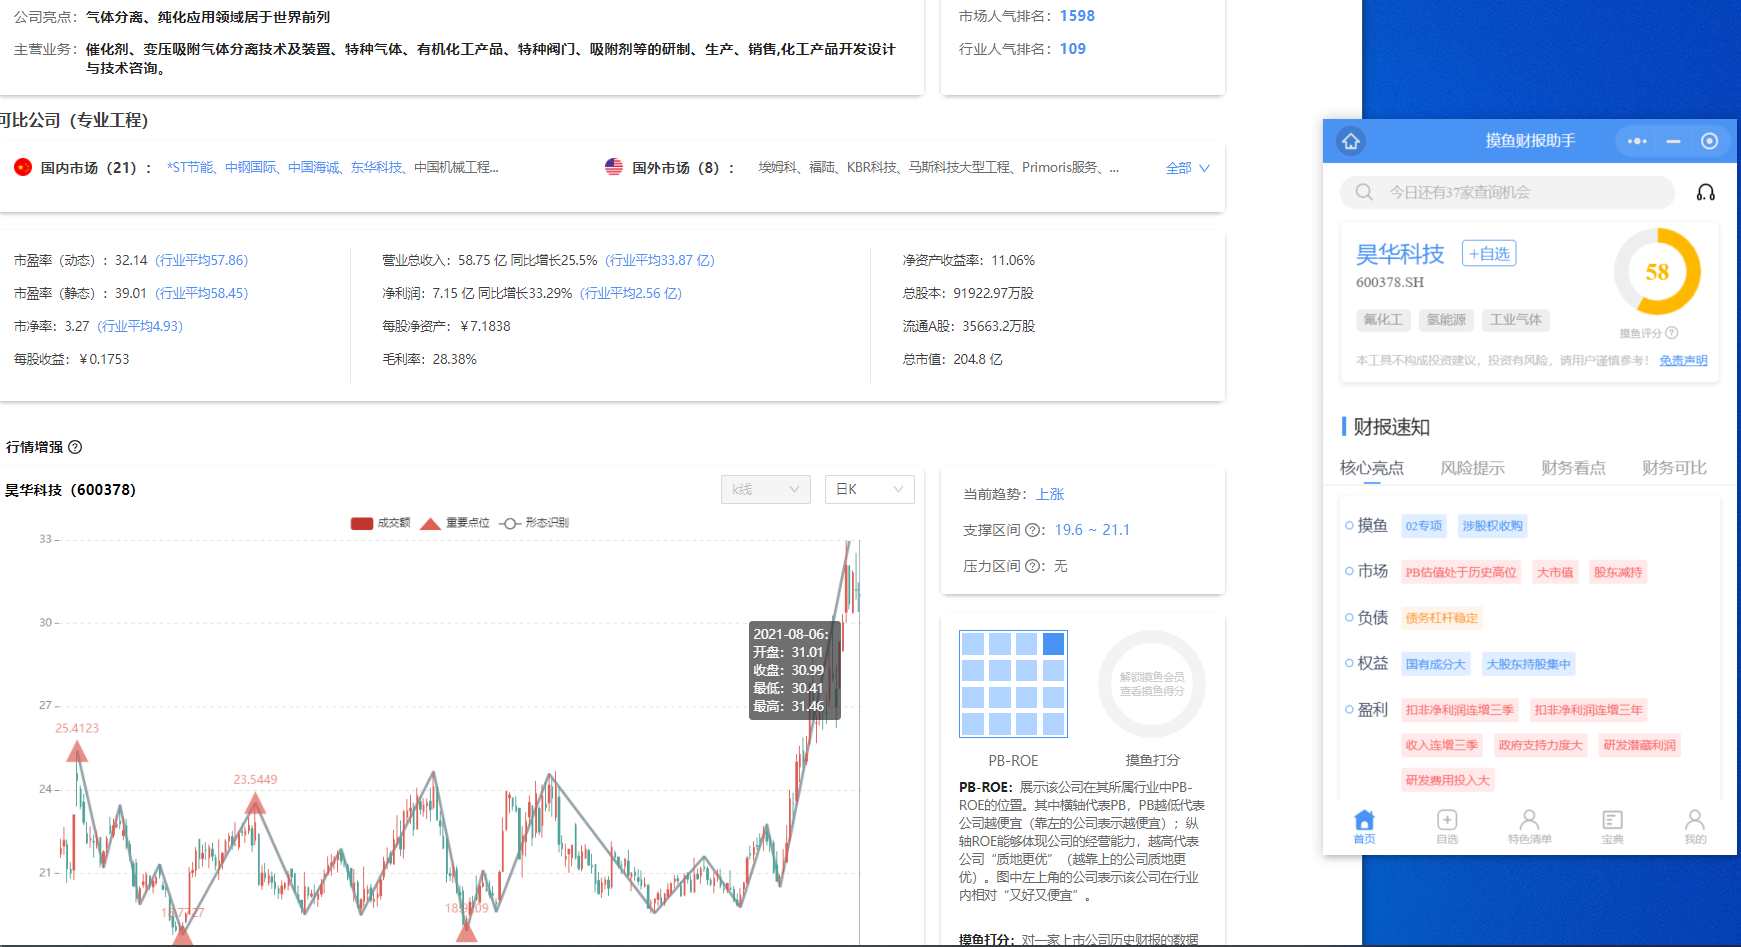 公司亮点：气体分离、纯化应用领域居于世界前列
主营业务：催化剂、变压吸附气体分离技术及装置、特种气体、有机化工产品、特种阀门、吸附剂等的研制、生产、销售,化工产品开发设计
与技术咨询。
市场人气排名：1598
行业人气排名：109
可比公司（专业工程）
国内市场（21）： *ST节能、中钢国际、中国海诚、东华科技、中国机械工程...
国外市场（8）： 埃姆科、福陆、KBR科技、马斯科技大型工程、Primoris服务、...
全部
市盈率（动态）：32.14（行业平均57.86）
市盈率（静态）：39.01（行业平均58.45）
市净率：3.27（行业平均4.93）
每股收益：￥0.1753
营业总收入：58.75 亿 同比增长25.5%（行业平均33.87 亿）
净利润：7.15 亿 同比增长33.29%（行业平均2.56 亿）
每股净资产：￥7.1838
毛利率：28.38%
净资产收益率：11.06%
总股本：91922.97万股
流通A股：35663.2万股
总市值：204.8 亿
行情增强
昊华科技（600378）
k线
日K
成交额 重要点位 形态识别
33
30
27
24
21
25.4123
23.5449
2021-08-06:
开盘：31.01
收盘：30.99
最低：30.41
最高：31.46
当前趋势：上涨
支撑区间：19.6 ~ 21.1
压力区间：无
解锁摸鱼会员
查看摸鱼得分
PB-ROE
摸鱼打分
PB-ROE：展示该公司在其所属行业中PB-
ROE的位置。其中横轴代表PB，PB越低代表
公司越便宜（靠左的公司表示越便宜）；纵
轴ROE能够体现公司的经营能力，越高代表
公司“质地更优”（越靠上的公司质地更
优）。图中左上角的公司表示该公司在行业
内相对“又好又便宜”。
摸鱼打分：对一家上市公司历史财报的数据
摸鱼财报助手
今日还有37家查询机会
昊华科技 +自选
600378.SH
58
氟化工 氢能源 工业气体
摸鱼评分
本工具不构成投资建议，投资有风险，请用户谨慎参考！ 免责声明
财报速知
核心亮点 风险提示 财务看点 财务可比
摸鱼 02专项 涉股权收购
市场 PB估值处于历史高位 大市值 股东减持
负债 债务杠杆稳定
权益 国有成分大 大股东持股集中
盈利 扣非净利润连增三季 扣非净利润连增三年
收入连增三季 政府支持力度大 研发潜藏利润
研发费用投入大
首页 自选 特色清单 宝典 我的